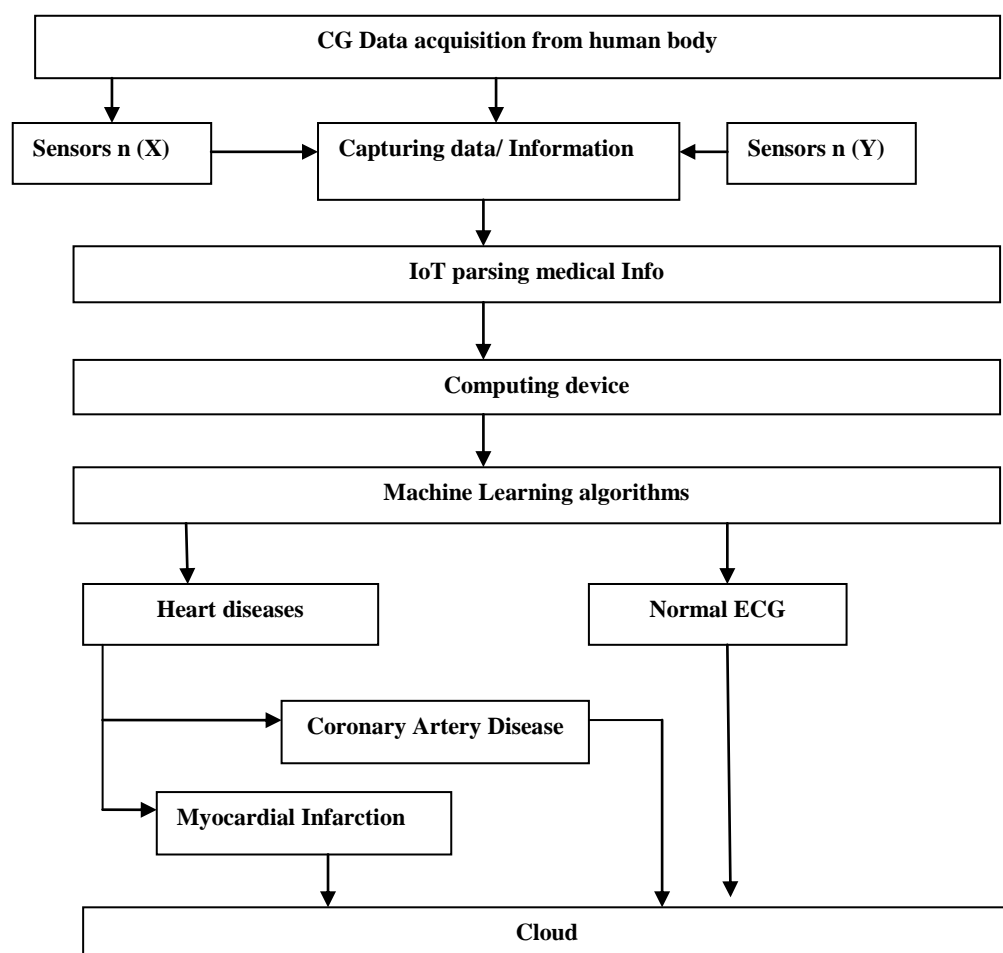 CG Data acquisition from human body
Sensors n (X)
Capturing data/ Information
Sensors n (Y)
IoT parsing medical Info
Computing device
Machine Learning algorithms
Heart diseases
Normal ECG
Coronary Artery Disease
Myocardial Infarction
Cloud